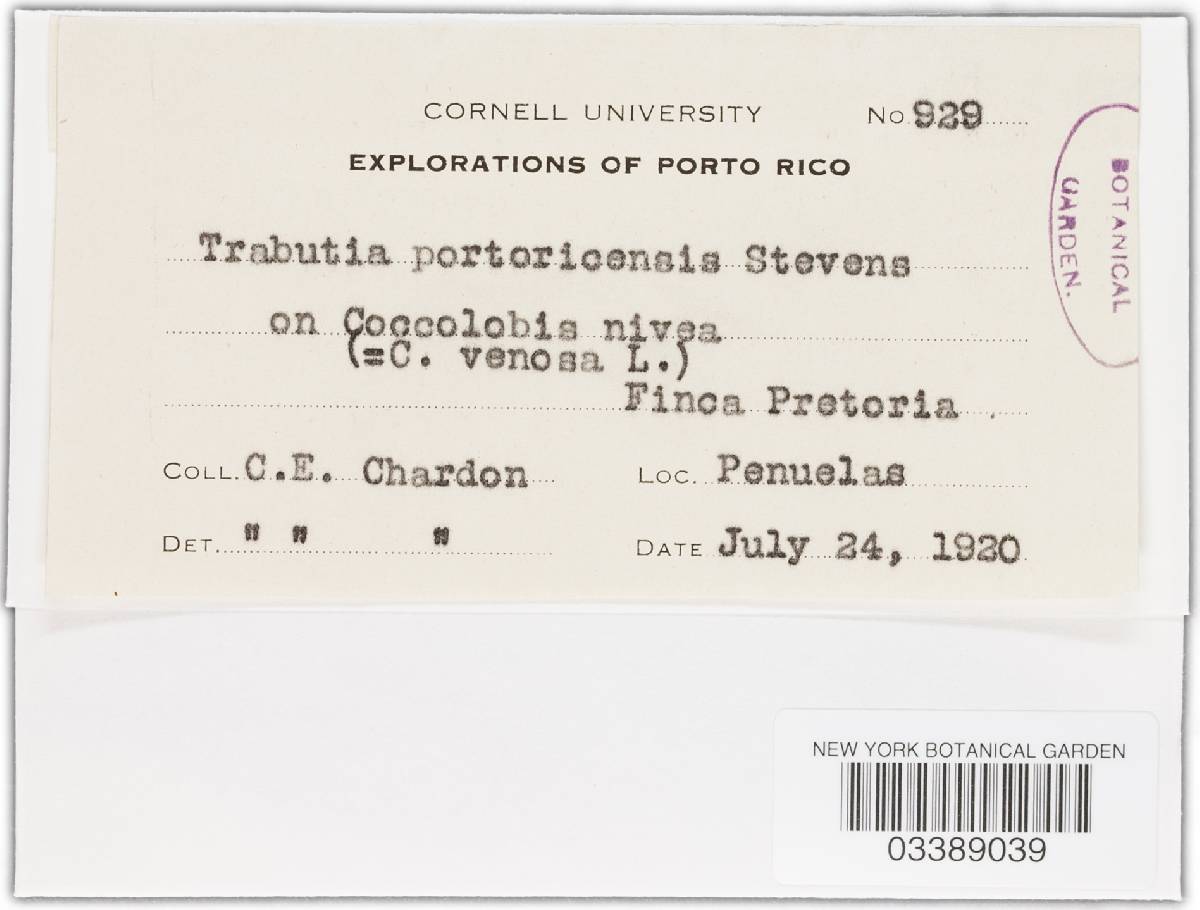 CORNELL UNIVERSITY No. 929
EXPLORATIONS OF PORTO RICO
Trabutia portoricensis Stevens
on Coccolobis nivea
(=C. venosa L.)
Finca Pretoria
COLL. C.E. Chardon LOC. Penuelas
DET. " " " DATE July 24, 1920
BOTANICAL
GARDEN.
NEW YORK BOTANICAL GARDEN
03389039